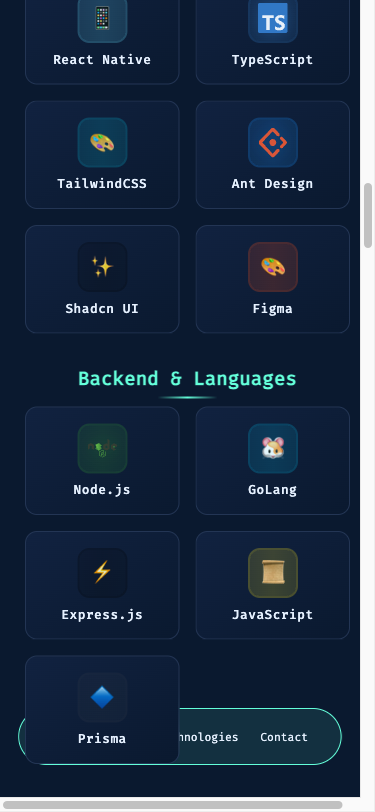 React Native
TS
TypeScript
TailwindCSS
Ant Design
Shadcn UI
Figma
Backend & Languages
Node.js
GoLang
Express.js
JavaScript
Prisma
Contact